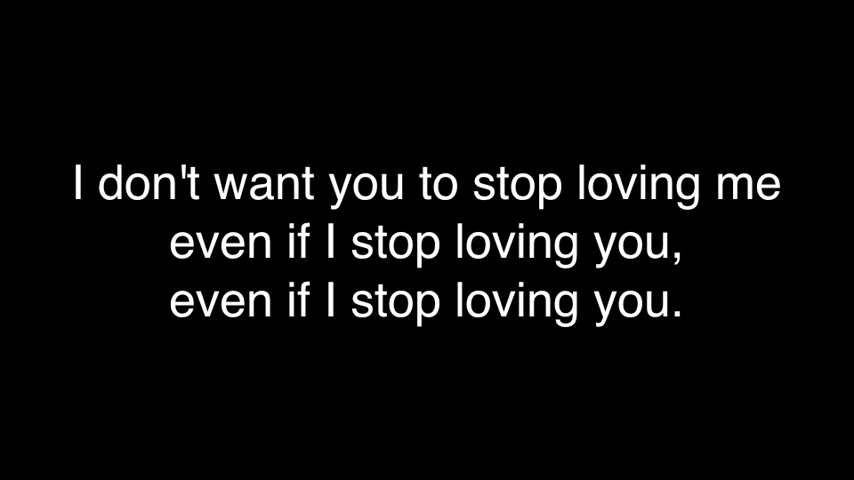 I don't want you to stop loving me
even if I stop loving you,
even if I stop loving you.